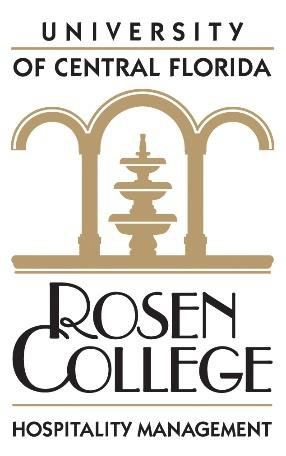 UNIVERSITY
OF CENTRAL FLORIDA
ROSEN
COLLEGE
HOSPITALITY MANAGEMENT